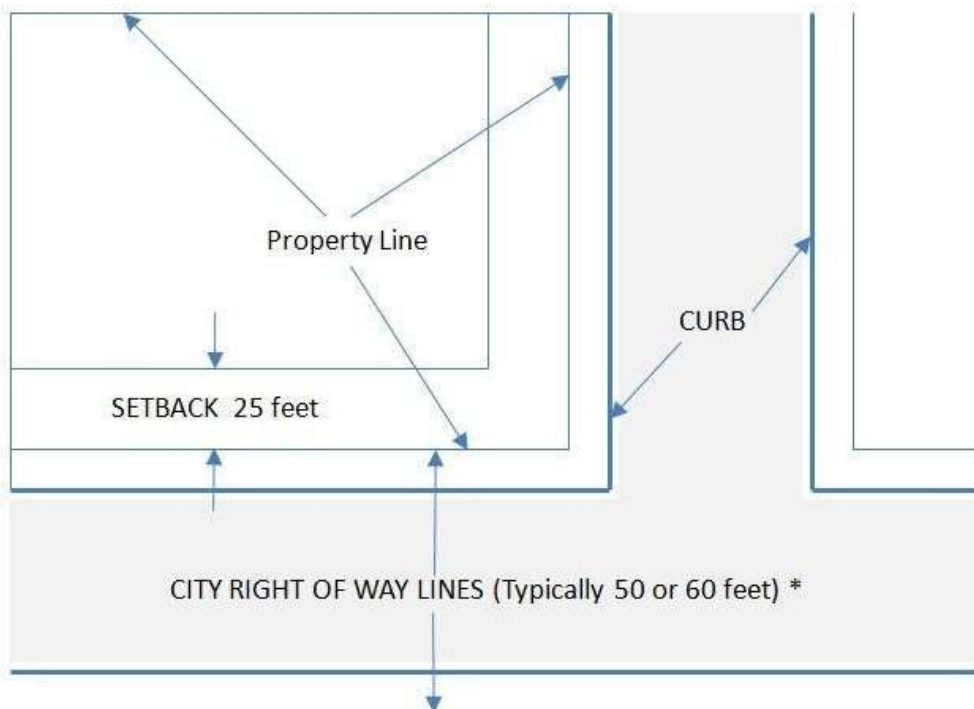 Property Line
CURB
SETBACK 25 feet
CITY RIGHT OF WAY LINES (Typically 50 or 60 feet) *